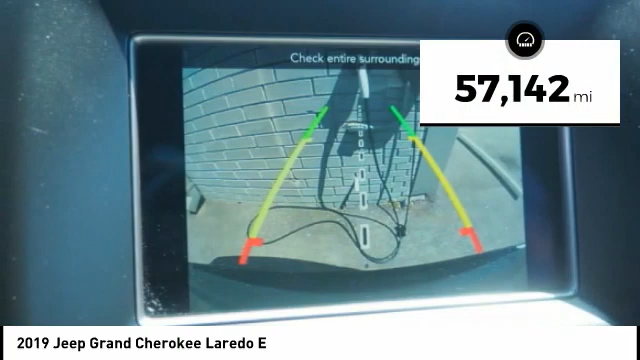 Check entire surrounding
57,142 mi
2019 Jeep Grand Cherokee Laredo E